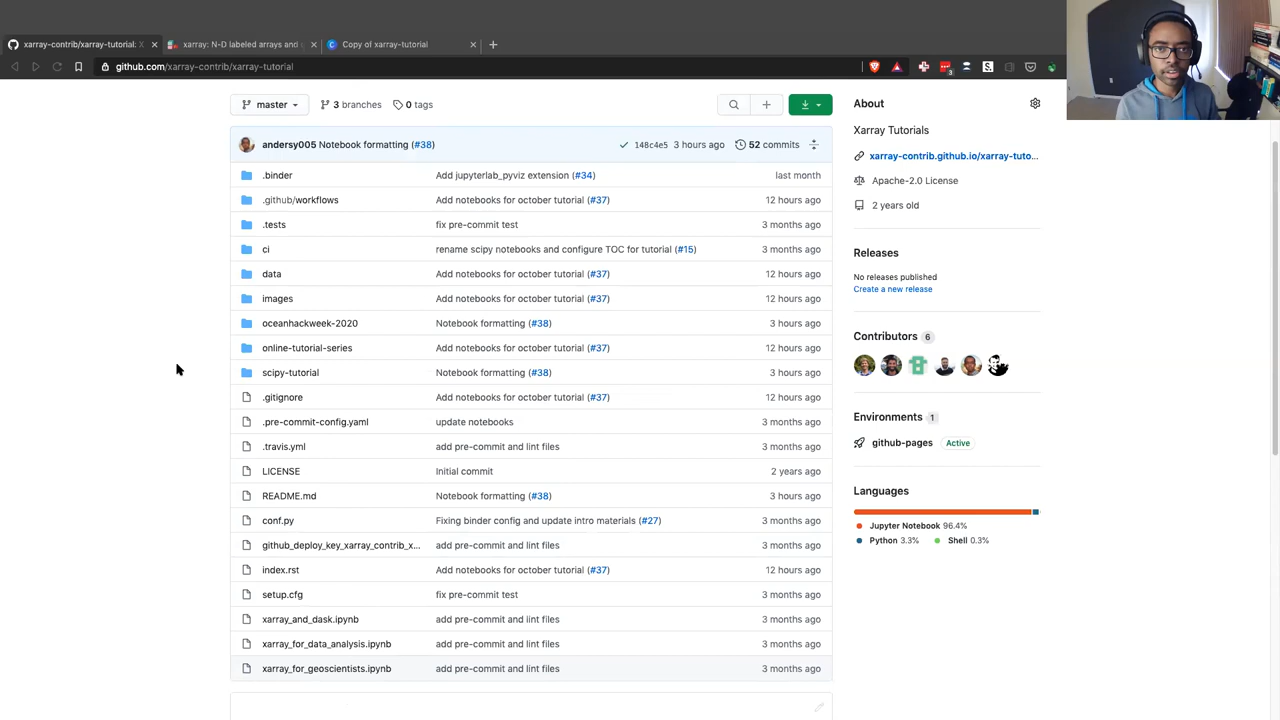 xarray-contrib/xarray-tutorial: X
xarray: N-D labeled arrays and
Copy of xarray-tutorial
github.com/xarray-contrib/xarray-tutorial
3
master
3 branches
0 tags
andersy005 Notebook formatting (#38)
148c4e5 3 hours ago
52 commits
.binder Add jupyterlab_pyviz extension (#34) last month
.github/workflows Add notebooks for october tutorial (#37) 12 hours ago
.tests fix pre-commit test 3 months ago
ci rename scipy notebooks and configure TOC for tutorial (#15) 3 months ago
data Add notebooks for october tutorial (#37) 12 hours ago
images Add notebooks for october tutorial (#37) 12 hours ago
oceanhackweek-2020 Notebook formatting (#38) 3 hours ago
online-tutorial-series Add notebooks for october tutorial (#37) 12 hours ago
scipy-tutorial Notebook formatting (#38) 3 hours ago
.gitignore Add notebooks for october tutorial (#37) 12 hours ago
.pre-commit-config.yaml update notebooks 3 months ago
.travis.yml add pre-commit and lint files 3 months ago
LICENSE Initial commit 2 years ago
README.md Notebook formatting (#38) 3 hours ago
conf.py Fixing binder config and update intro materials (#27) 3 months ago
github_deploy_key_xarray_contrib_x... add pre-commit and lint files 3 months ago
index.rst Add notebooks for october tutorial (#37) 12 hours ago
setup.cfg fix pre-commit test 3 months ago
xarray_and_dask.ipynb add pre-commit and lint files 3 months ago
xarray_for_data_analysis.ipynb add pre-commit and lint files 3 months ago
xarray_for_geoscientists.ipynb add pre-commit and lint files 3 months ago
About
Xarray Tutorials
xarray-contrib.github.io/xarray-tuto...
Apache-2.0 License
2 years old
Releases
No releases published
Create a new release
Contributors 6
Environments 1
github-pages Active
Languages
Jupyter Notebook 96.4%
Python 3.3% Shell 0.3%